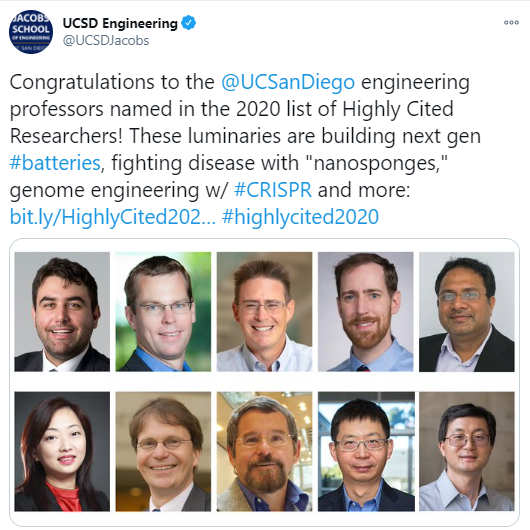 JACOBS
SCHOOL
OF ENGINEERING
UC SAN DIEGO
UCSD Engineering
@UCSDJacobs
Congratulations to the @UCSanDiego engineering
professors named in the 2020 list of Highly Cited
Researchers! These luminaries are building next gen
#batteries, fighting disease with "nanosponges,"
genome engineering w/ #CRISPR and more:
bit.ly/HighlyCited202... #highlycited2020